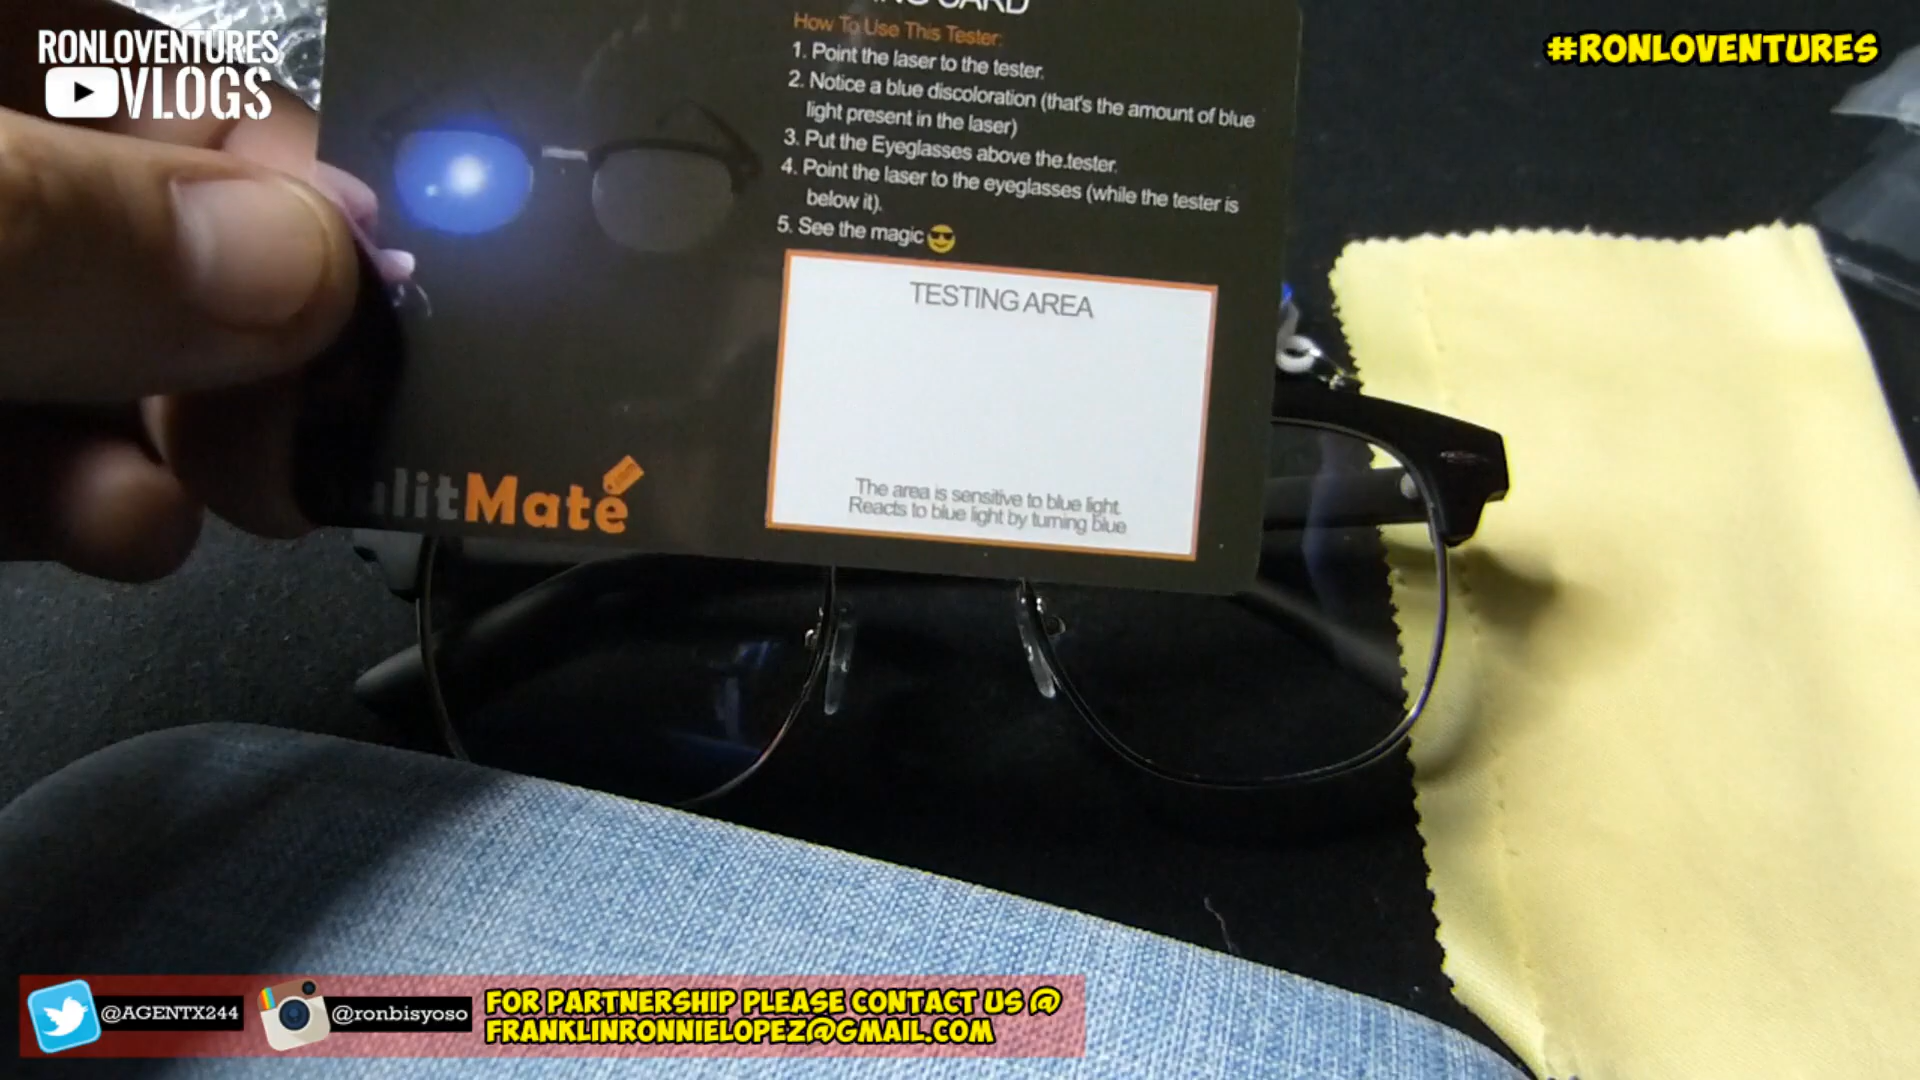 RONLOVENTURES
VLOGS
#RONLOVENTURES
CARD
How To Use This Tester:
1. Point the laser to the tester.
2. Notice a blue discoloration (that's the amount of blue
light present in the laser)
3. Put the Eyeglasses above the.tester.
4. Point the laser to the eyeglasses (while the tester is
below it).
5. See the magic 😎
TESTING AREA
The area is sensitive to blue light.
Reacts to blue light by turning blue
litMate
@AGENTX244
@ronbisyoso
FOR PARTNERSHIP PLEASE CONTACT US @
FRANKLINRONNIELOPEZ@GMAIL.COM